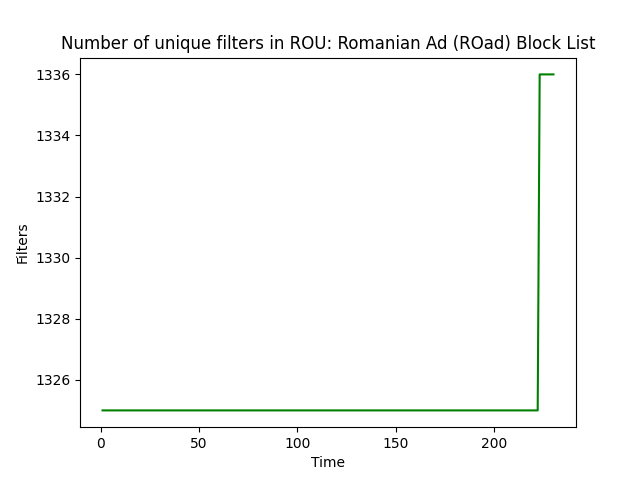 Number of unique filters in ROU: Romanian Ad (ROad) Block List
1336
1334
1332
1330
1328
1326
Filters
0 50 100 150 200
Time